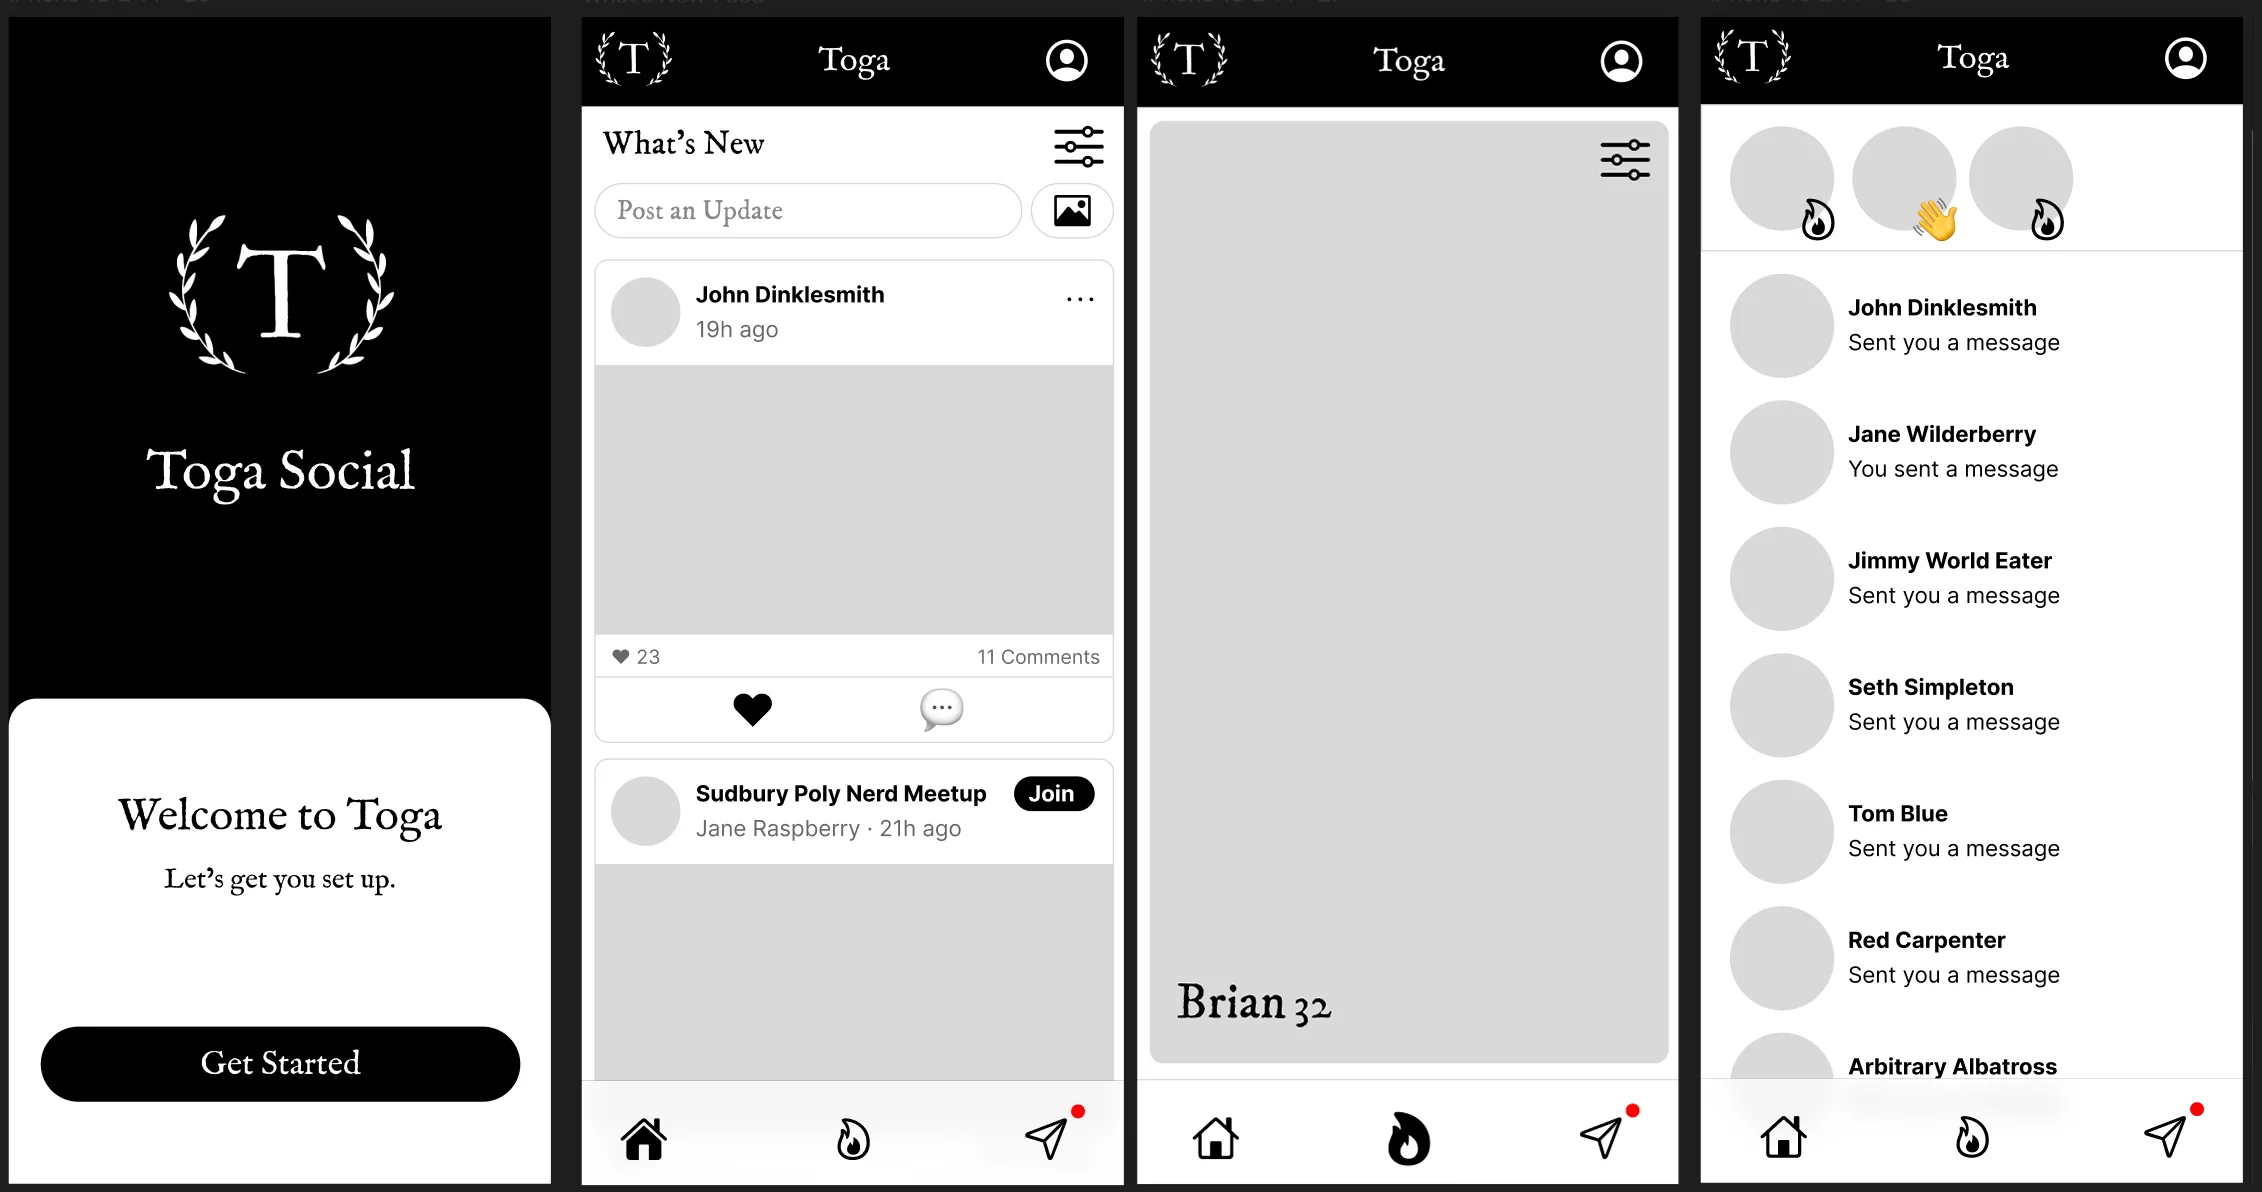 T
Toga Social
Welcome to Toga
Let's get you set up.
Get Started
T
Toga
What's New
Post an Update
John Dinklesmith
...
19h ago
23
11 Comments
Sudbury Poly Nerd Meetup
Join
Jane Raspberry · 21h ago
T
Toga
Brian 32
T
Toga
John Dinklesmith
Sent you a message
Jane Wilderberry
You sent a message
Jimmy World Eater
Sent you a message
Seth Simpleton
Sent you a message
Tom Blue
Sent you a message
Red Carpenter
Sent you a message
Arbitrary Albatross